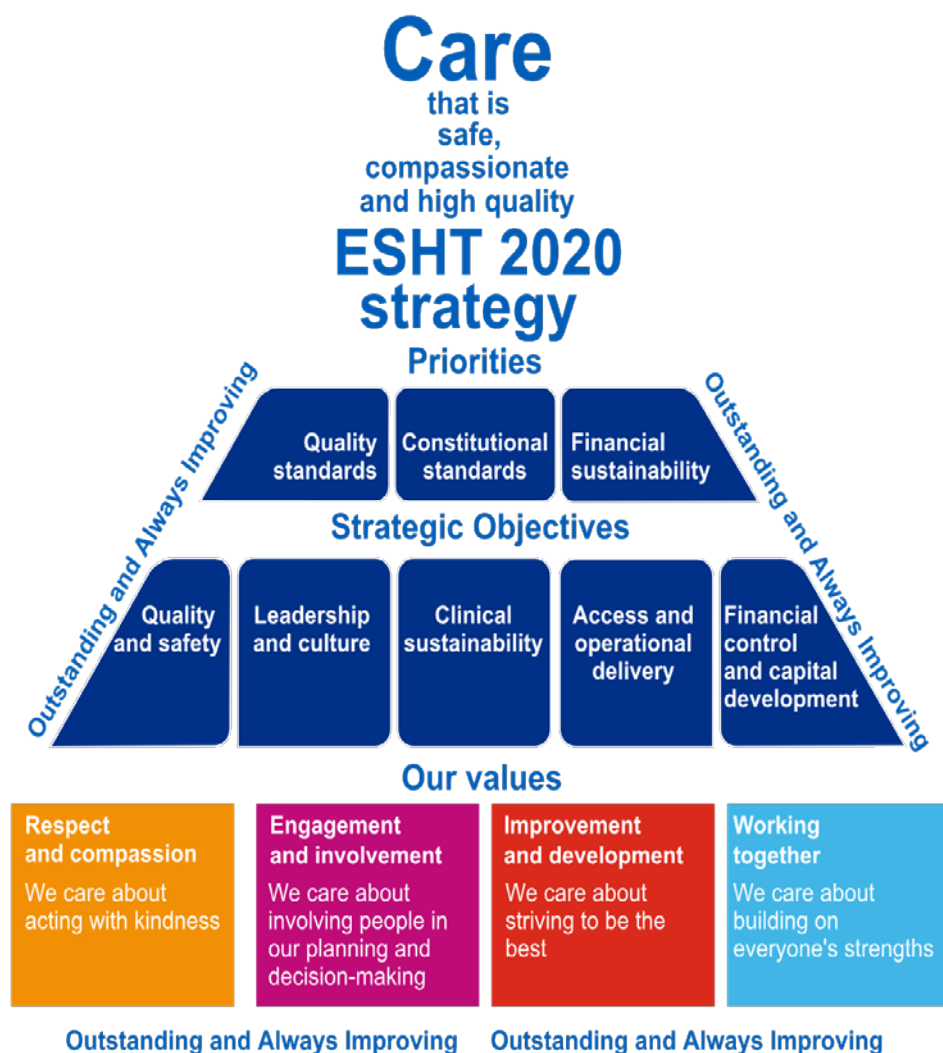 Care
that is
safe,
compassionate
and high quality
ESHT 2020
strategy
Priorities
Outstanding and Always Improving
Outstanding and Always Improving
Quality
standards
Constitutional
standards
Financial
sustainability
Strategic Objectives
Quality
and safety
Leadership
and culture
Clinical
sustainability
Access and
operational
delivery
Financial
control
and capital
development
Our values
Respect
and compassion
We care about
acting with kindness
Engagement
and involvement
We care about
involving people in
our planning and
decision-making
Improvement
and development
We care about
striving to be the
best
Working
together
We care about
building on
everyone's strengths
Outstanding and Always Improving
Outstanding and Always Improving